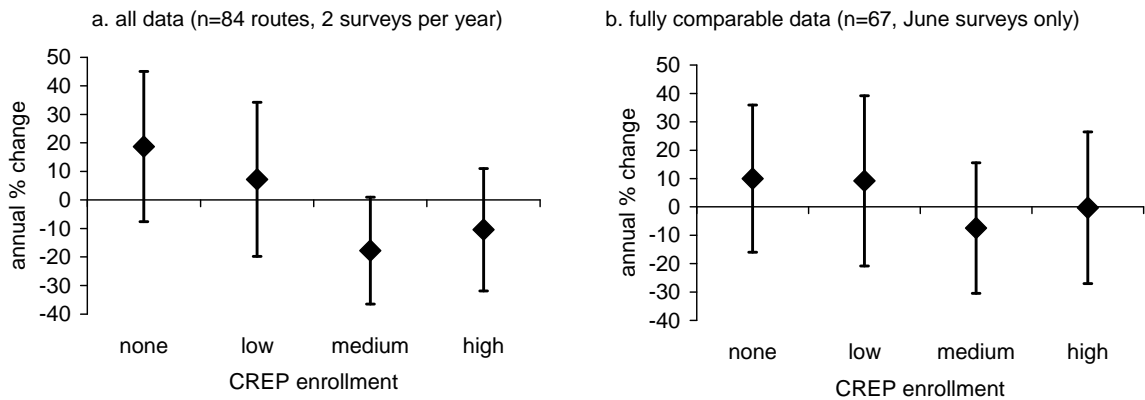 a. all data (n=84 routes, 2 surveys per year)
50
40
30
20
10
0
-10
-20
-30
-40
annual % change
none low medium high
CREP enrollment
b. fully comparable data (n=67, June surveys only)
50
40
30
20
10
0
-10
-20
-30
-40
annual % change
none low medium high
CREP enrollment